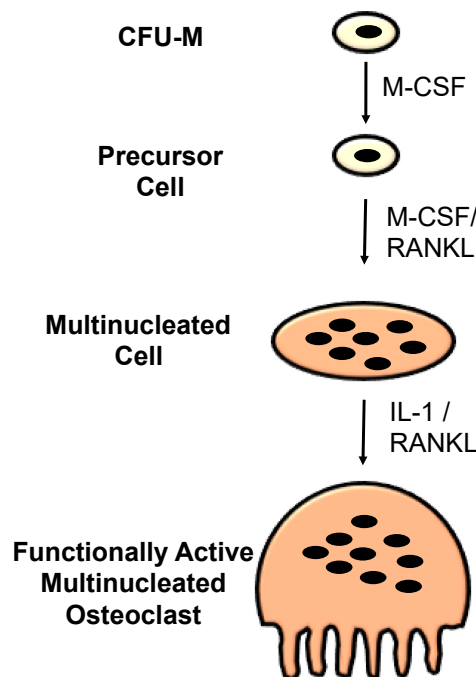 CFU-M
M-CSF
Precursor
Cell
M-CSF/
RANKL
Multinucleated
Cell
IL-1 /
RANKL
Functionally Active
Multinucleated
Osteoclast